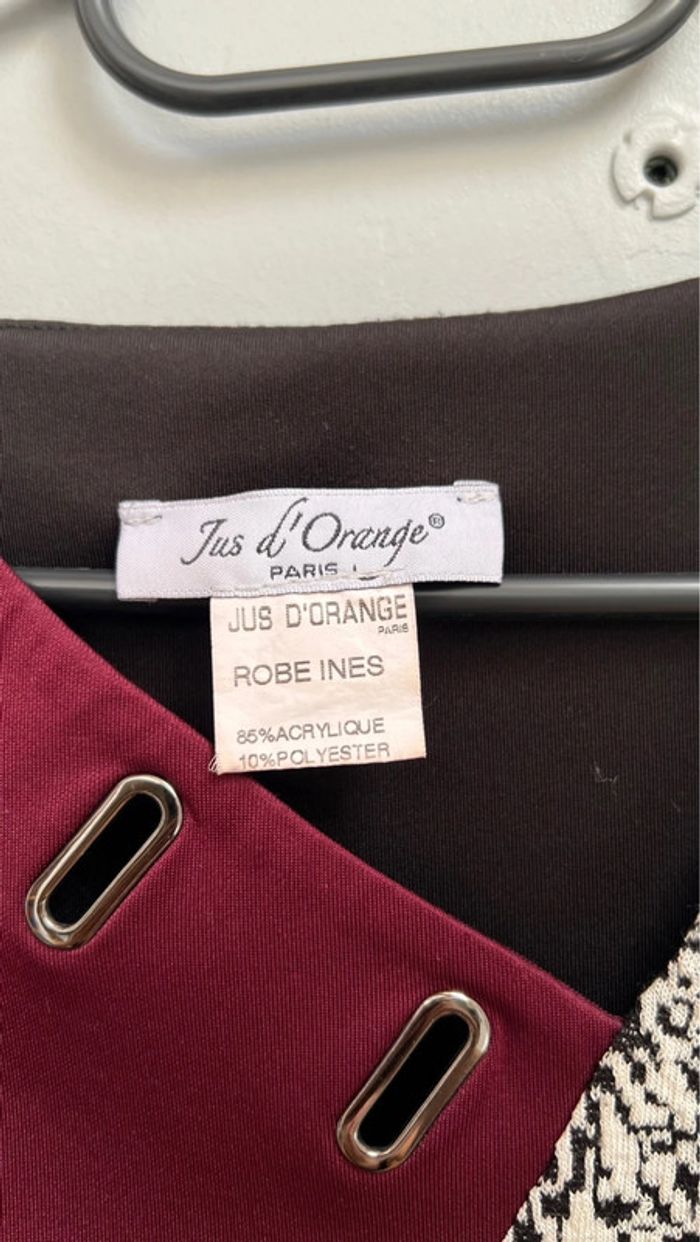 Jus d'Orange®
PARIS
JUS D'ORANGE
PARIS
ROBE INES
85%ACRYLIQUE
10%POLYESTER